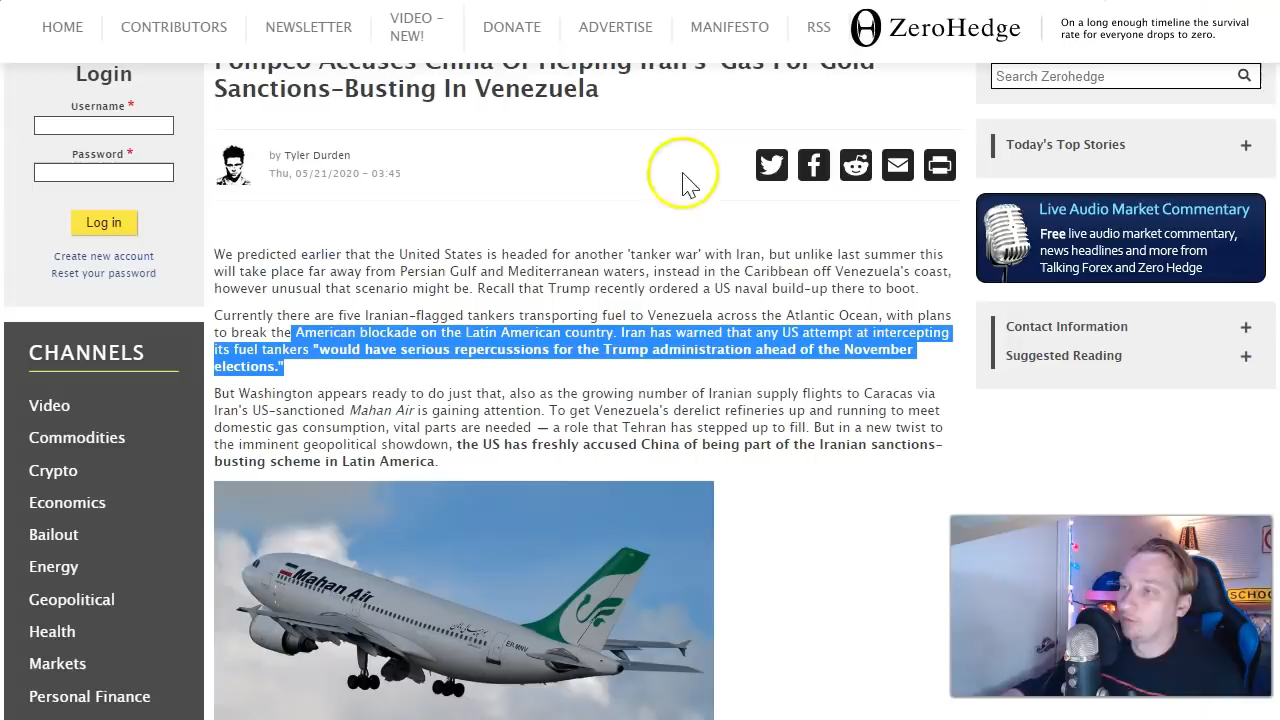 HOME
CONTRIBUTORS
NEWSLETTER
VIDEO -
NEW!
DONATE
ADVERTISE
MANIFESTO
RSS
ZeroHedge
On a long enough timeline the survival
rate for everyone drops to zero.
Login
Username *
Password *
Log in
Create new account
Reset your password
CHANNELS
Video
Commodities
Crypto
Economics
Bailout
Energy
Geopolitical
Health
Markets
Personal Finance
Pompeo Accuses China Of Helping Iran's 'Gas For Gold'
Sanctions-Busting In Venezuela
by Tyler Durden
Thu, 05/21/2020 - 03:45
We predicted earlier that the United States is headed for another 'tanker war' with Iran, but unlike last summer this
will take place far away from Persian Gulf and Mediterranean waters, instead in the Caribbean off Venezuela's coast,
however unusual that scenario might be. Recall that Trump recently ordered a US naval build-up there to boot.
Currently there are five Iranian-flagged tankers transporting fuel to Venezuela across the Atlantic Ocean, with plans
to break the American blockade on the Latin American country. Iran has warned that any US attempt at intercepting
its fuel tankers "would have serious repercussions for the Trump administration ahead of the November
elections."
But Washington appears ready to do just that, also as the growing number of Iranian supply flights to Caracas via
Iran's US-sanctioned Mahan Air is gaining attention. To get Venezuela's derelict refineries up and running to meet
domestic gas consumption, vital parts are needed — a role that Tehran has stepped up to fill. But in a new twist to
the imminent geopolitical showdown, the US has freshly accused China of being part of the Iranian sanctions-
busting scheme in Latin America.
Mahan Air
EP-MNV
Search Zerohedge
Today's Top Stories
Live Audio Market Commentary
Free live audio market commentary,
news headlines and more from
Talking Forex and Zero Hedge
Contact Information
Suggested Reading
SCHOO